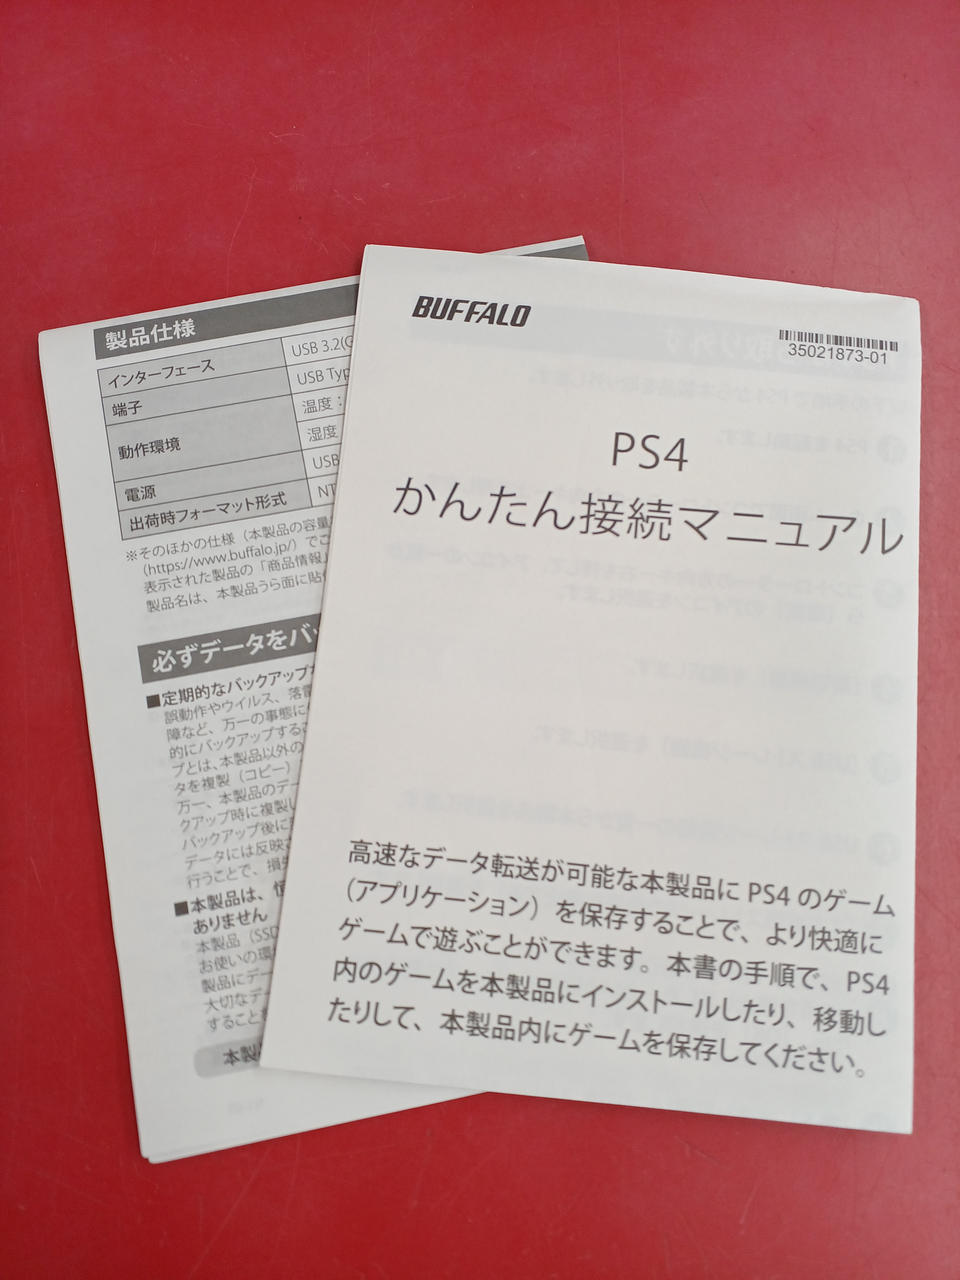 BUFFALO
35021873-01
PS4
かんたん接続マニュアル
高速なデータ転送が可能な本製品に PS4 のゲーム
（アプリケーション）を保存することで、より快適に
ゲームで遊ぶことができます。本書の手順で、PS4
内のゲームを本製品にインストールしたり、移動し
たりして、本製品内にゲームを保存してください。
製品仕様
インターフェース USB 3.2(G
端子 USB Typ
動作環境 温度：
湿度
電源 USB
出荷時フォーマット形式 NT
※そのほかの仕様（本製品の容量
（https://www.buffalo.jp/）でご
表示された製品の「商品情報」
製品名は、本製品うら面に貼
必ずデータをバッ
■定期的なバックアップ
誤動作やウイルス、落雷
障など、万一の事態に
的にバックアップする
プとは、本製品以外の
タを複製（コピー）
万一、本製品のデー
クアップ時に複製し
バックアップ後に
データには反映さ
行うことで、損失
■本製品は、恒
ありません
本製品（SSD
お使いの環
製品にデー
大切なデー
すること
本製